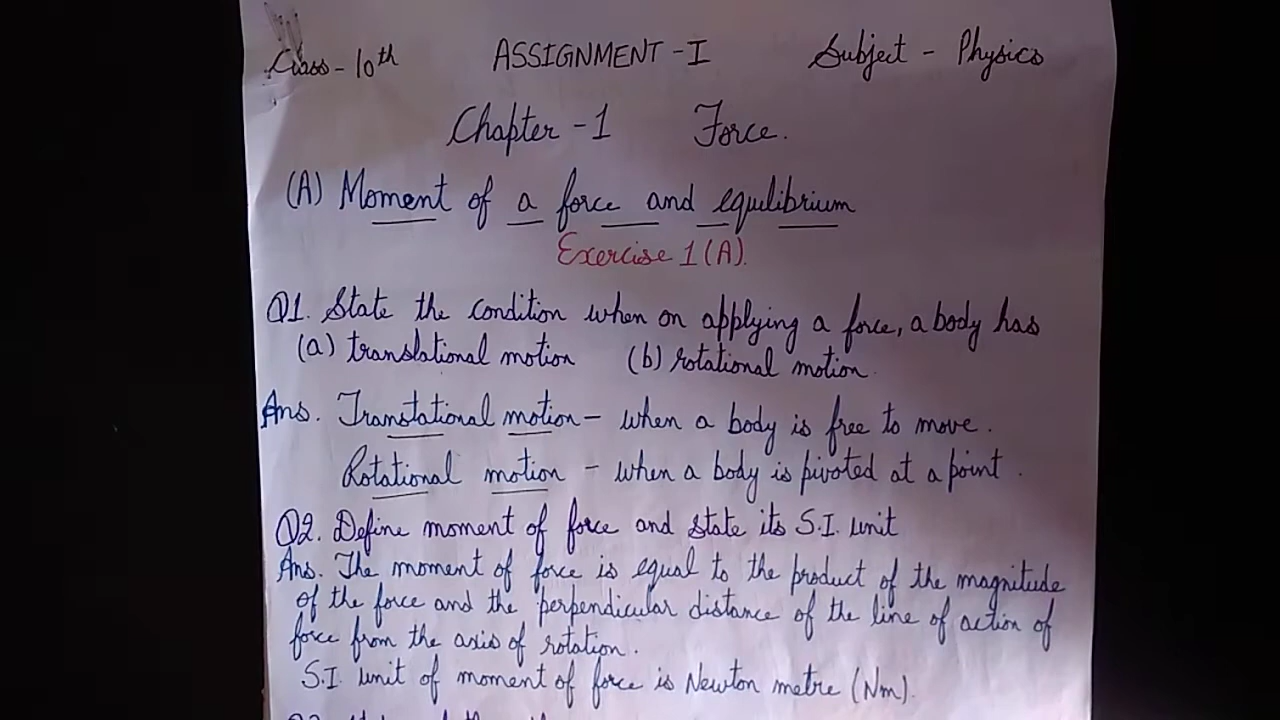 Class - 10th ASSIGNMENT - I Subject - Physics
Chapter - 1 Force.
(A) Moment of a force and equilibrium
Exercise 1(A).
Q1. State the condition when on applying a force, a body has
(a) translational motion (b) rotational motion.
Ans. Translational motion - when a body is free to move.
Rotational motion - when a body is pivoted at a point.
Q2. Define moment of force and state its S.I. unit
Ans. The moment of force is equal to the product of the magnitude
of the force and the perpendicular distance of the line of action of
force from the axis of rotation.
S.I. unit of moment of force is Newton metre (Nm).